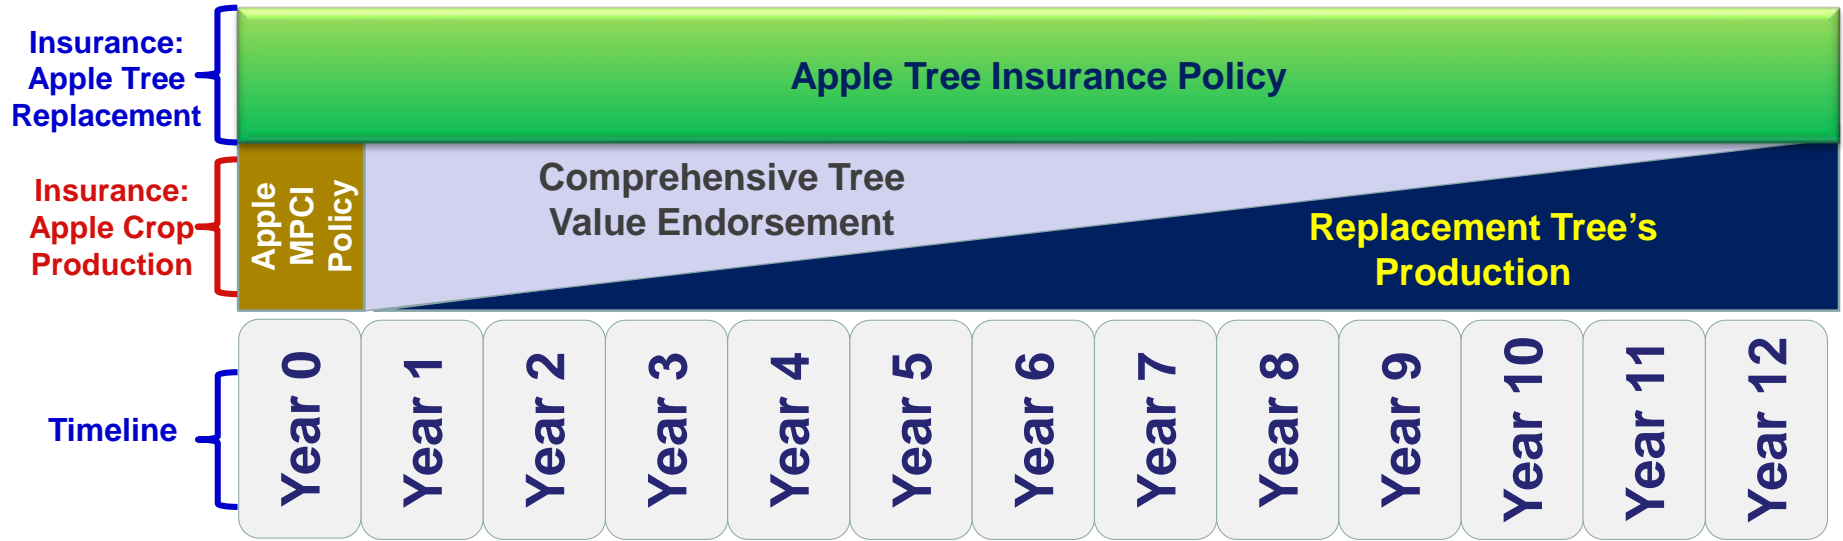 Insurance:
Apple Tree
Replacement
Apple Tree Insurance Policy
Insurance:
Apple Crop
Production
Apple
MPCI
Policy
Comprehensive Tree
Value Endorsement
Replacement Tree's
Production
Timeline
Year 0
Year 1
Year 2
Year 3
Year 4
Year 5
Year 6
Year 7
Year 8
Year 9
Year 10
Year 11
Year 12